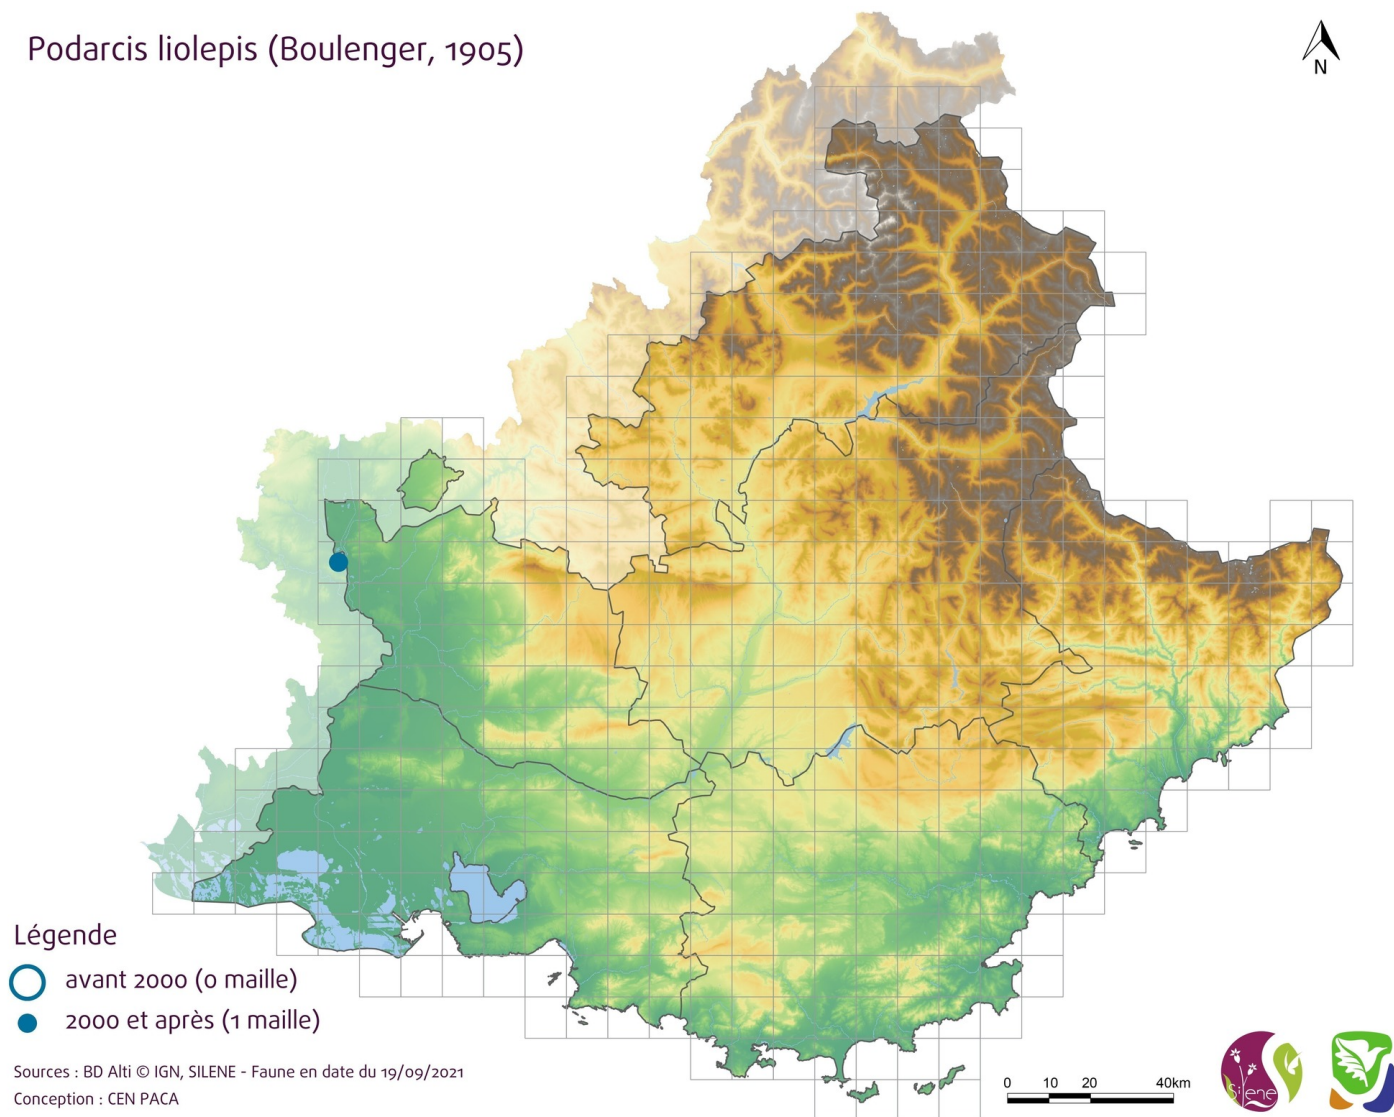 Podarcis liolepis (Boulenger, 1905)
N
Légende
avant 2000 (0 maille)
2000 et après (1 maille)
Sources : BD Alti © IGN, SILENE - Faune en date du 19/09/2021
Conception : CEN PACA
0 10 20 40km
Silene